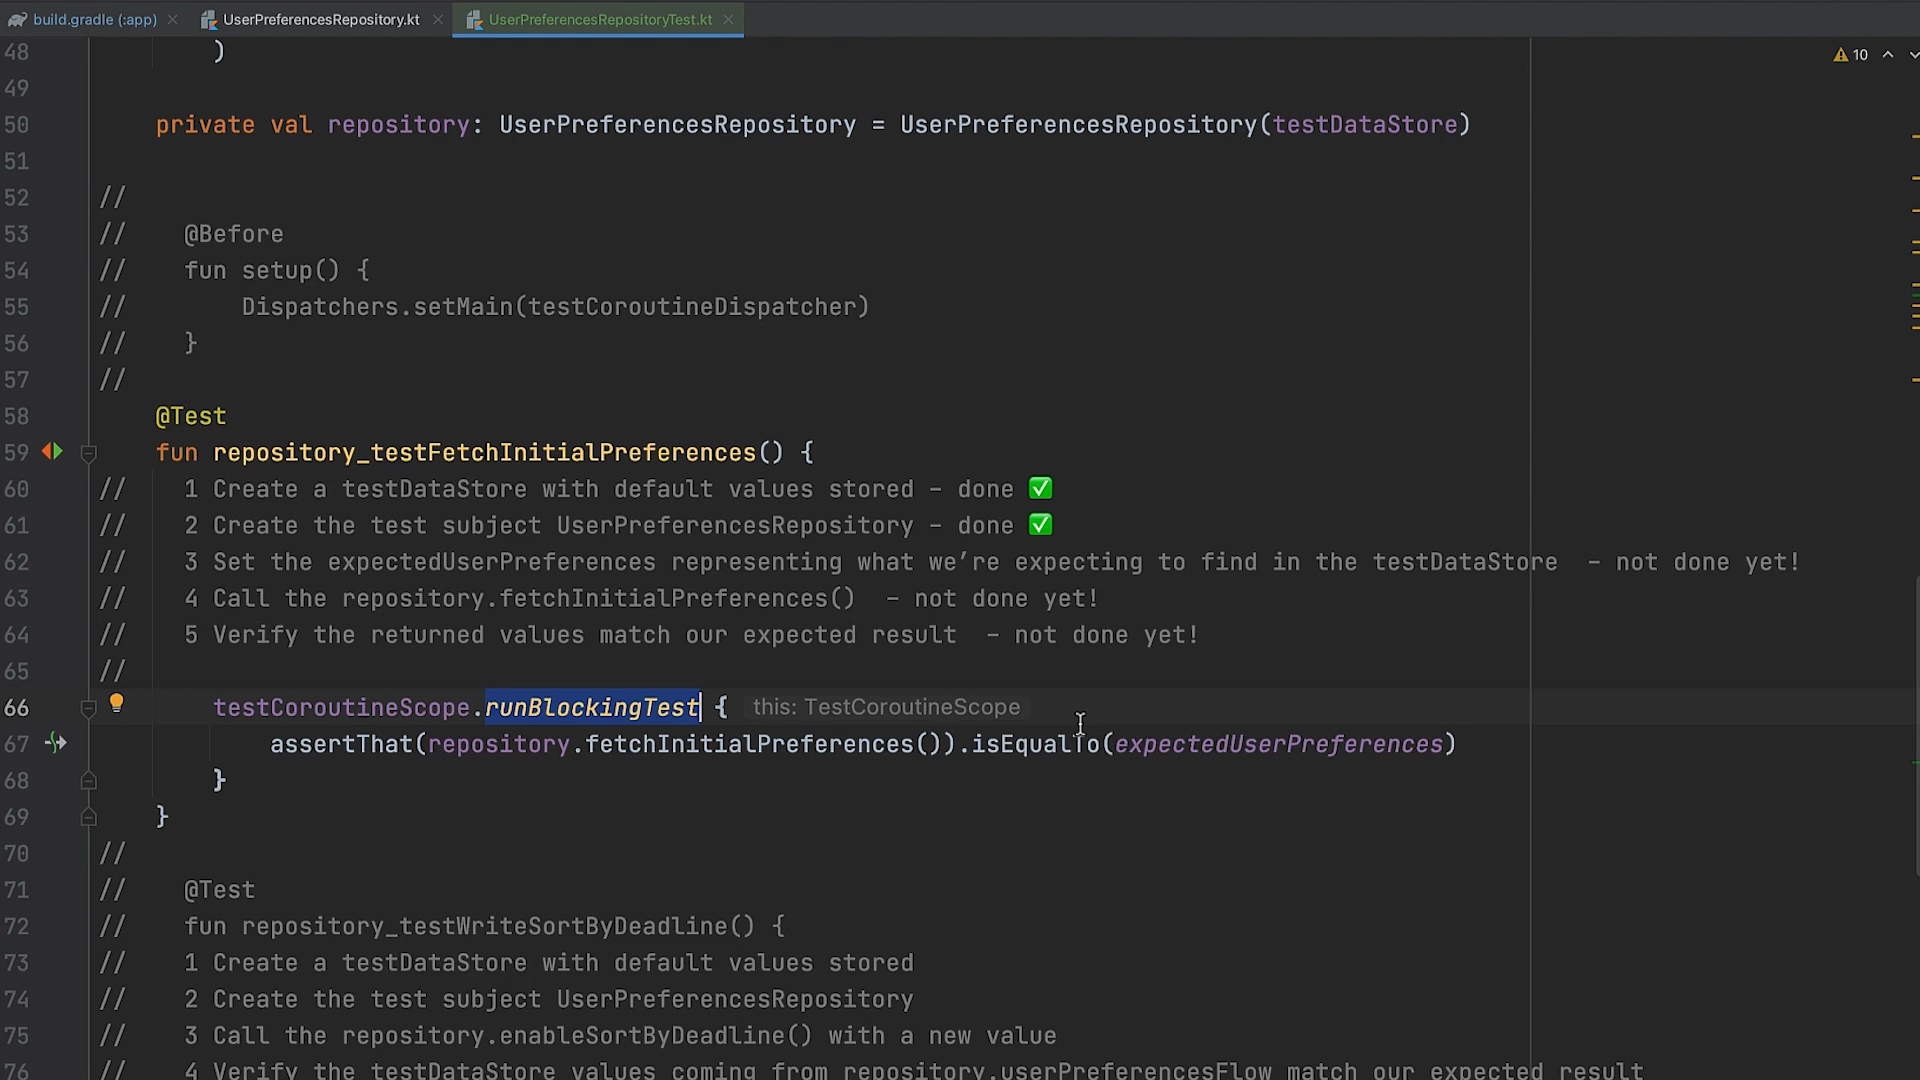 build.gradle (:app)
UserPreferencesRepository.kt
UserPreferencesRepositoryTest.kt
48 )
10
49
50 private val repository: UserPreferencesRepository = UserPreferencesRepository(testDataStore)
51
52 //
53 // @Before
54 // fun setup() {
55 // Dispatchers.setMain(testCoroutineDispatcher)
56 // }
57 //
58 @Test
59 fun repository_testFetchInitialPreferences() {
60 // 1 Create a testDataStore with default values stored – done ✅
61 // 2 Create the test subject UserPreferencesRepository – done ✅
62 // 3 Set the expectedUserPreferences representing what we’re expecting to find in the testDataStore – not done yet!
63 // 4 Call the repository.fetchInitialPreferences() – not done yet!
64 // 5 Verify the returned values match our expected result – not done yet!
65 //
66 testCoroutineScope.runBlockingTest { this: TestCoroutineScope
67 assertThat(repository.fetchInitialPreferences()).isEqualTo(expectedUserPreferences)
68 }
69 }
70 //
71 // @Test
72 // fun repository_testWriteSortByDeadline() {
73 // 1 Create a testDataStore with default values stored
74 // 2 Create the test subject UserPreferencesRepository
75 // 3 Call the repository.enableSortByDeadline() with a new value
76 // 4 Verify the testDataStore values coming from repository.userPreferencesFlow match our expected result